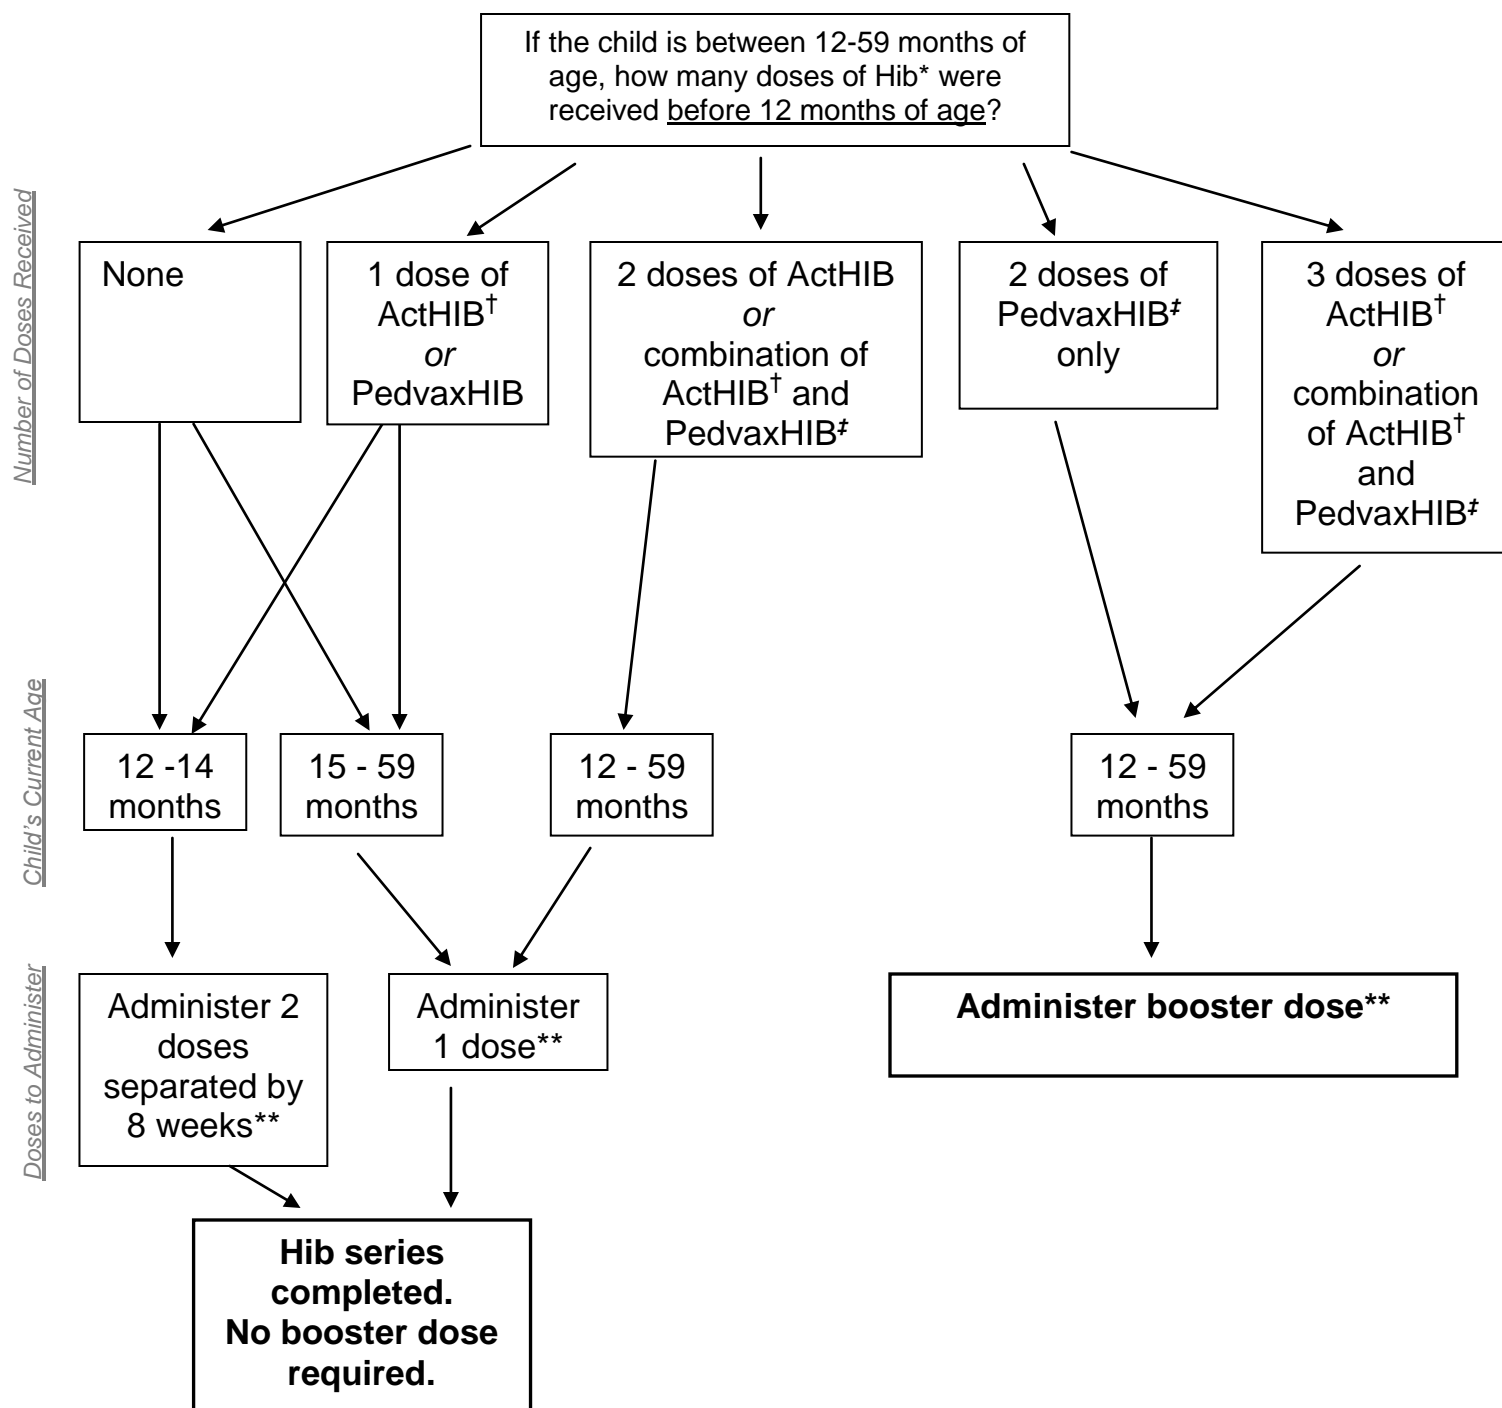 If the child is between 12-59 months of
age, how many doses of Hib* were
received before 12 months of age?
Number of Doses Received
None
1 dose of
ActHIB†
or
PedvaxHIB
2 doses of ActHIB
or
combination of
ActHIB† and
PedvaxHIB‡
2 doses of
PedvaxHIB‡
only
3 doses of
ActHIB†
or
combination
of ActHIB†
and
PedvaxHIB‡
Child's Current Age
12 -14
months
15 - 59
months
12 - 59
months
12 - 59
months
Doses to Administer
Administer 2
doses
separated by
8 weeks**
Administer
1 dose**
Administer booster dose**
Hib series
completed.
No booster dose
required.